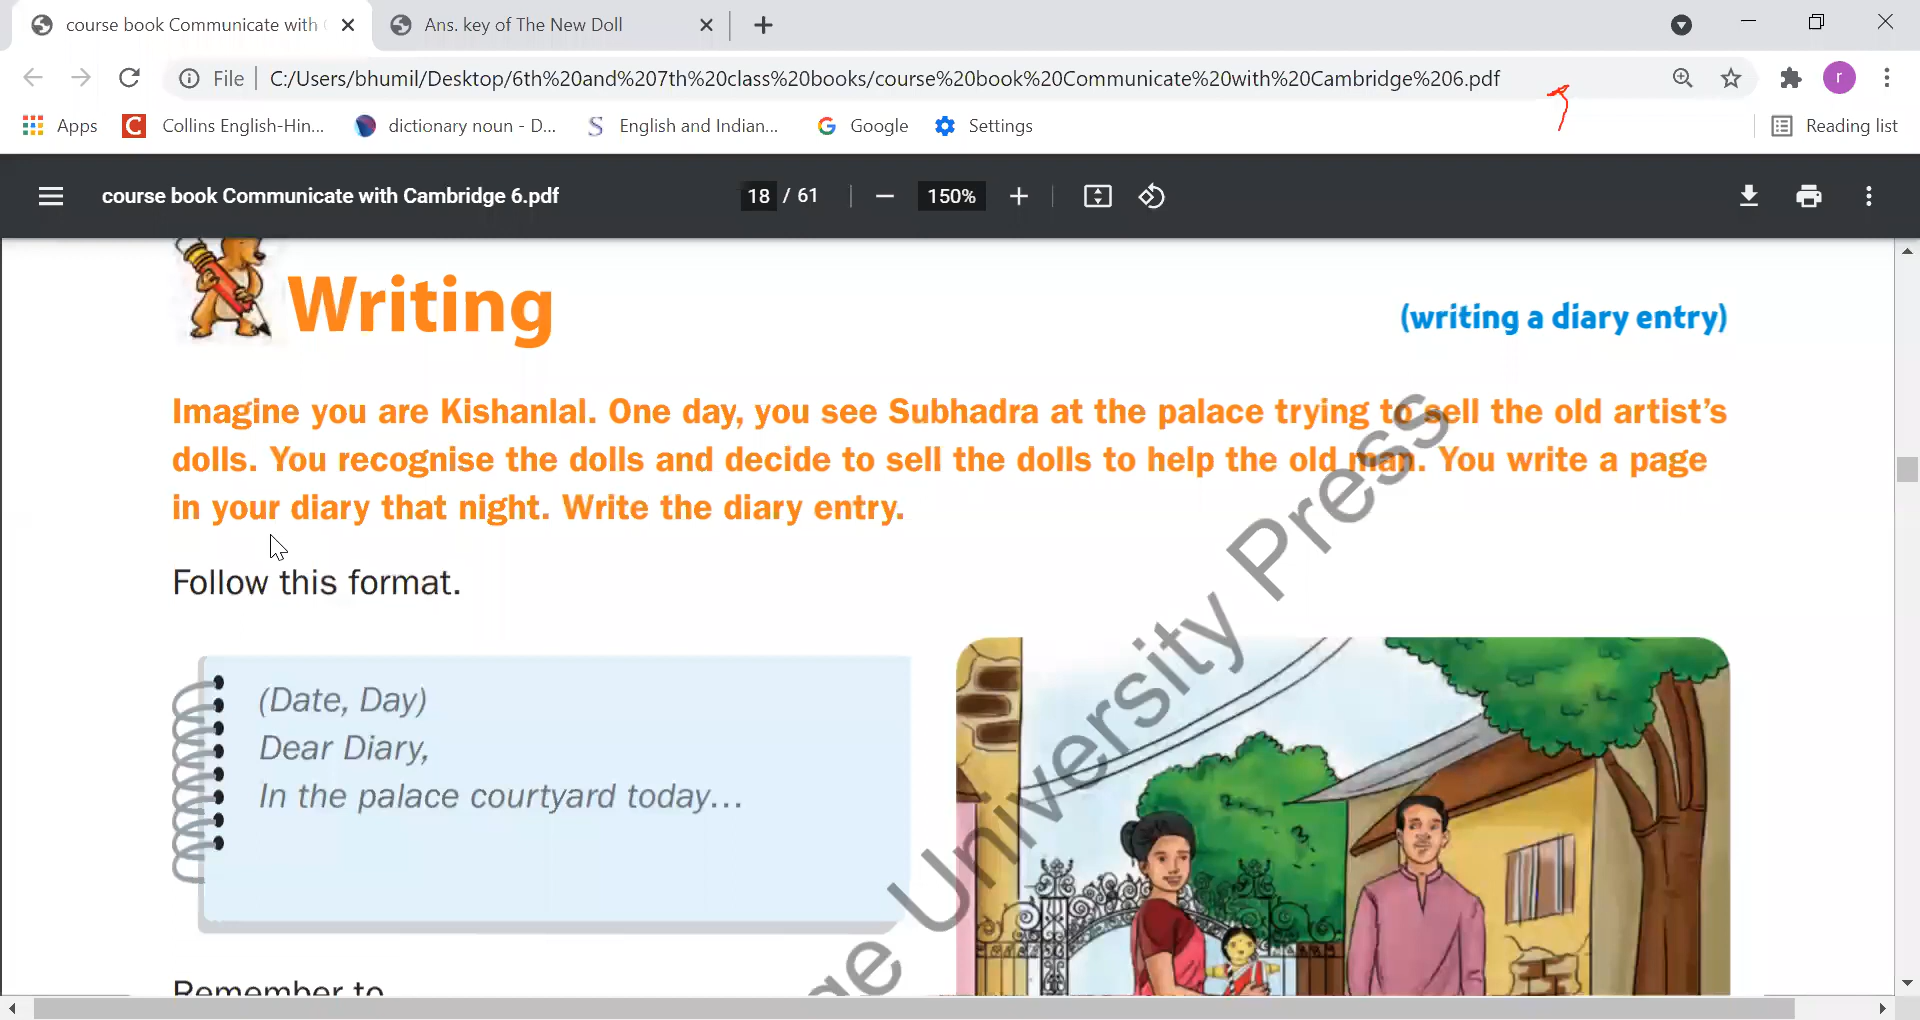 course book Communicate with
Ans. key of The New Doll
File C:/Users/bhumil/Desktop/6th%20and%207th%20class%20books/course%20book%20Communicate%20with%20Cambridge%206.pdf
r
Apps Collins English-Hin... dictionary noun - D... English and Indian... Google Settings Reading list
course book Communicate with Cambridge 6.pdf 18 / 61 150%
Writing
(writing a diary entry)
Imagine you are Kishanlal. One day, you see Subhadra at the palace trying to sell the old artist's
dolls. You recognise the dolls and decide to sell the dolls to help the old man. You write a page
in your diary that night. Write the diary entry.
Follow this format.
(Date, Day)
Dear Diary,
In the palace courtyard today...
ge University Press
Remember to